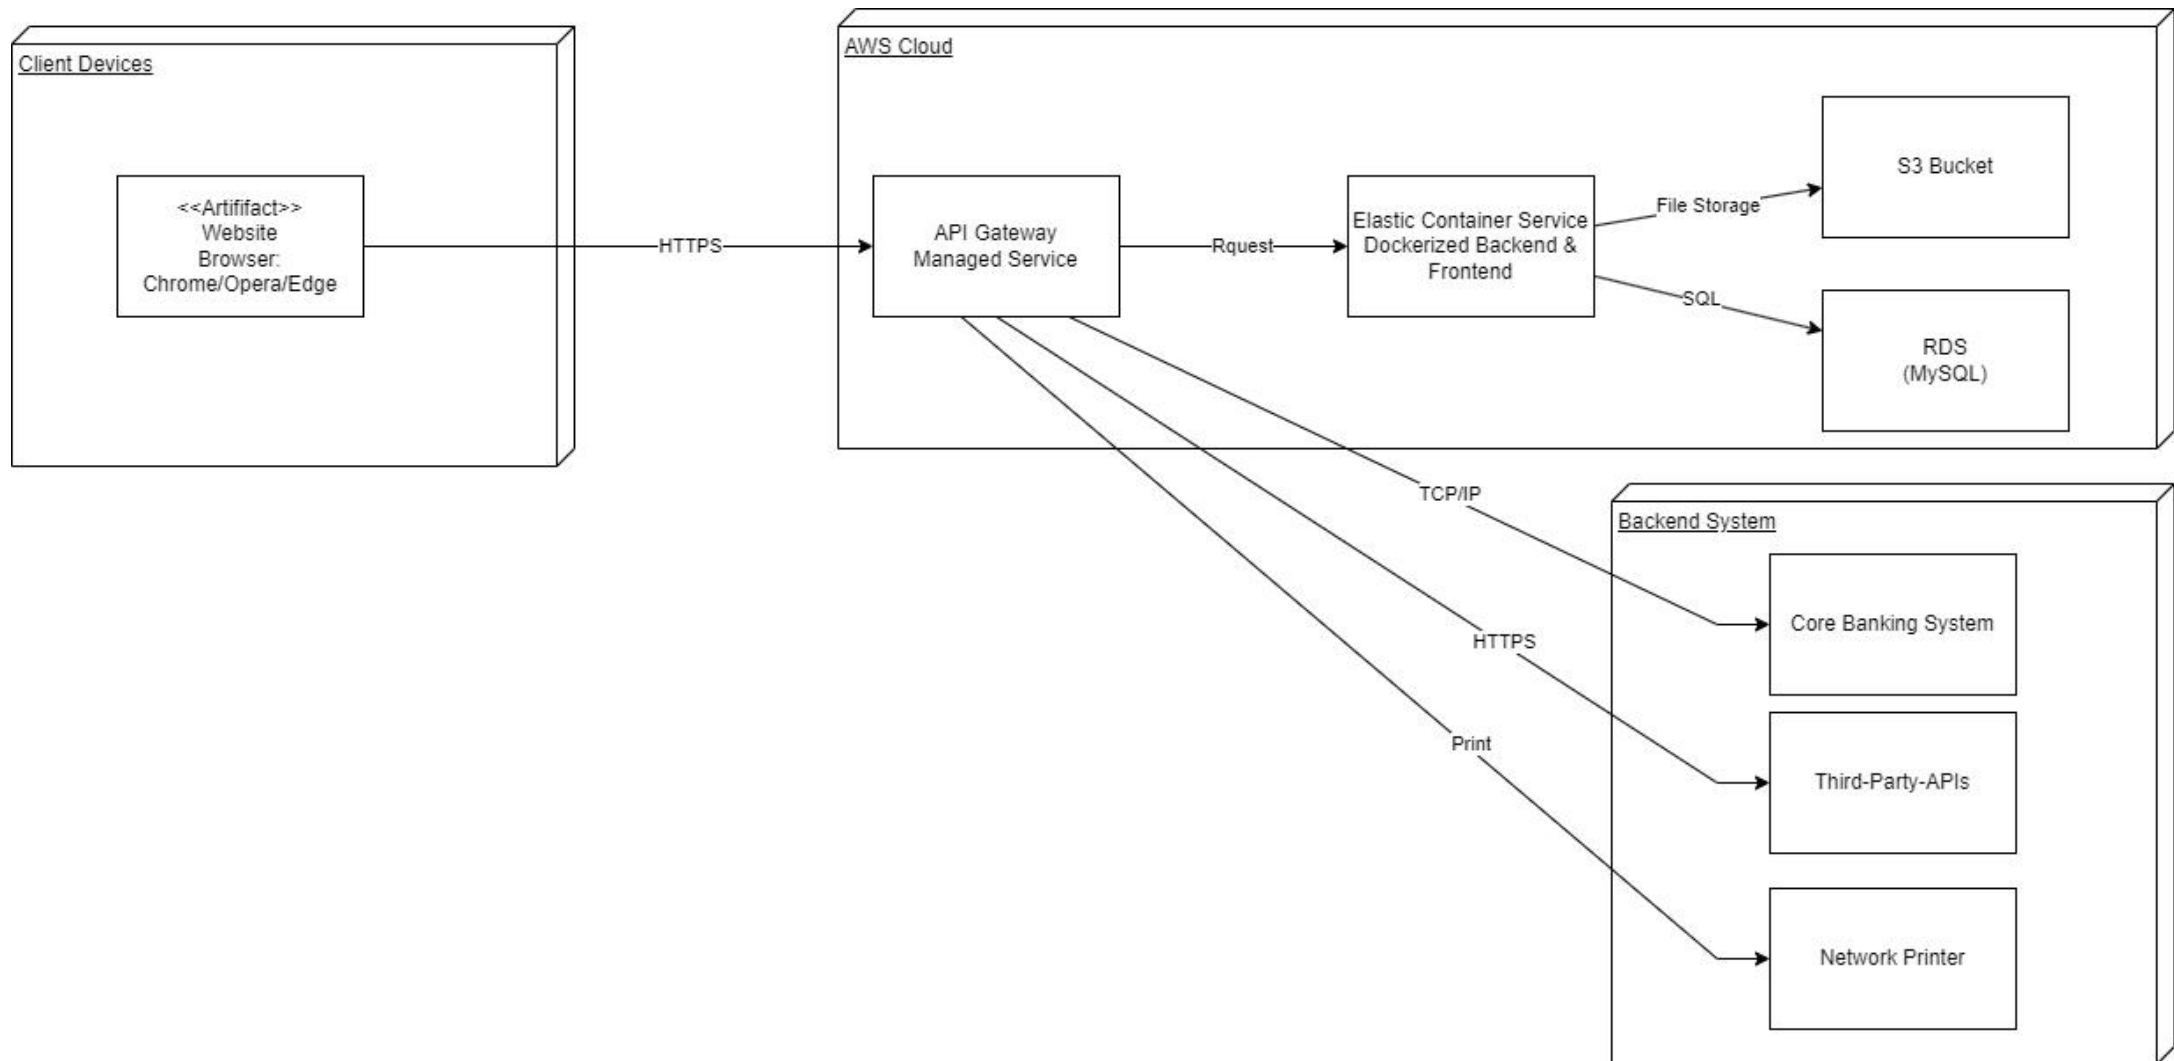 Client Devices
<<Artififact>>
Website
Browser:
Chrome/Opera/Edge
HTTPS
AWS Cloud
API Gateway
Managed Service
Rquest
Elastic Container Service
Dockerized Backend &
Frontend
File Storage
S3 Bucket
SQL
RDS
(MySQL)
TCP/IP
HTTPS
Print
Backend System
Core Banking System
Third-Party-APIs
Network Printer